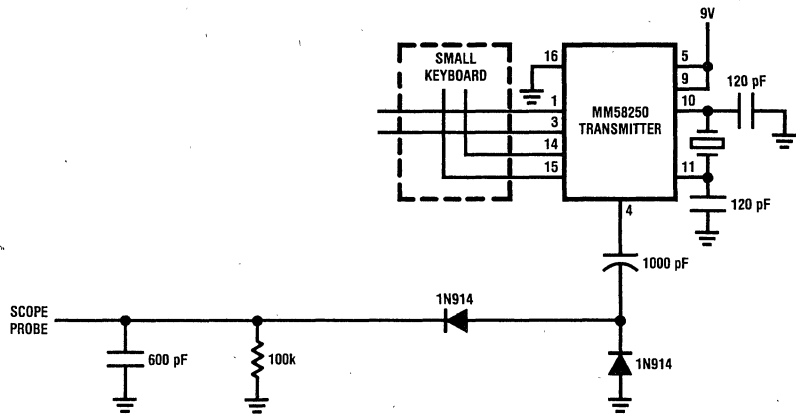 9V
SMALL
KEYBOARD
16
5
9
120 pF
1
10
MM58250
TRANSMITTER
3
14
15
11
4
120 pF
1000 pF
1N914
SCOPE
PROBE
600 pF
100k
1N914